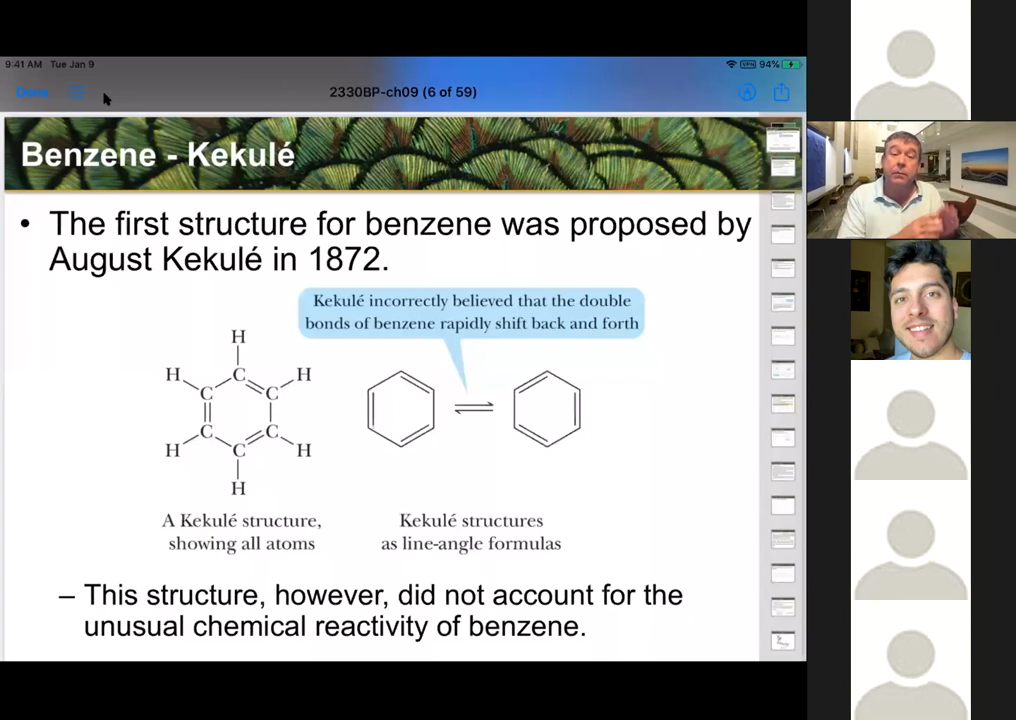 9:41 AM Tue Jan 9
VPN 94%
Done
2330BP-ch09 (6 of 59)
Benzene - Kekulé
• The first structure for benzene was proposed by
August Kekulé in 1872.
Kekulé incorrectly believed that the double
bonds of benzene rapidly shift back and forth
H
H C H
C C
C C
H C H
H
A Kekulé structure,
showing all atoms
Kekulé structures
as line-angle formulas
– This structure, however, did not account for the
unusual chemical reactivity of benzene.